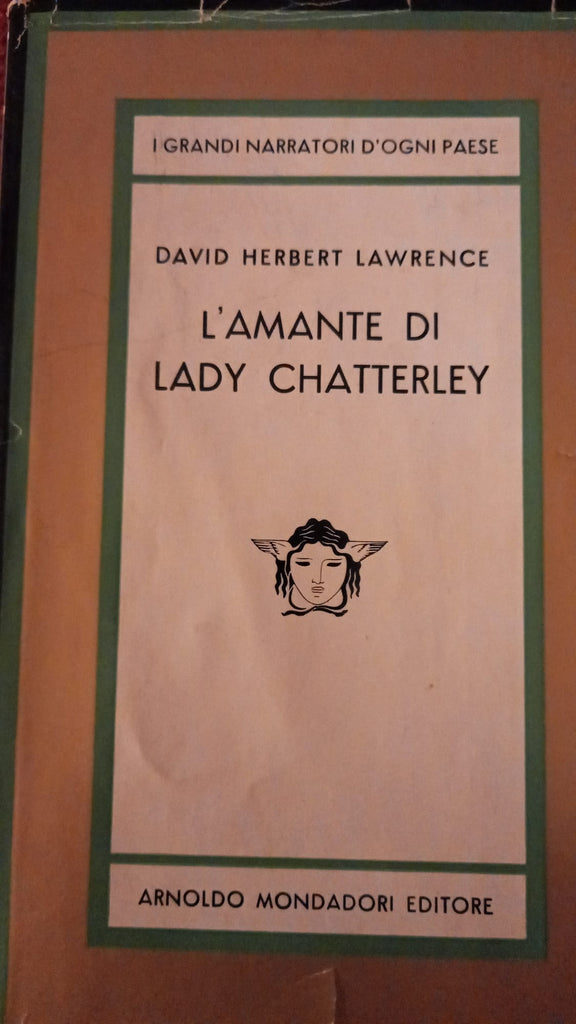 I GRANDI NARRATORI D'OGNI PAESE
DAVID HERBERT LAWRENCE
L'AMANTE DI
LADY CHATTERLEY
ARNOLDO MONDADORI EDITORE